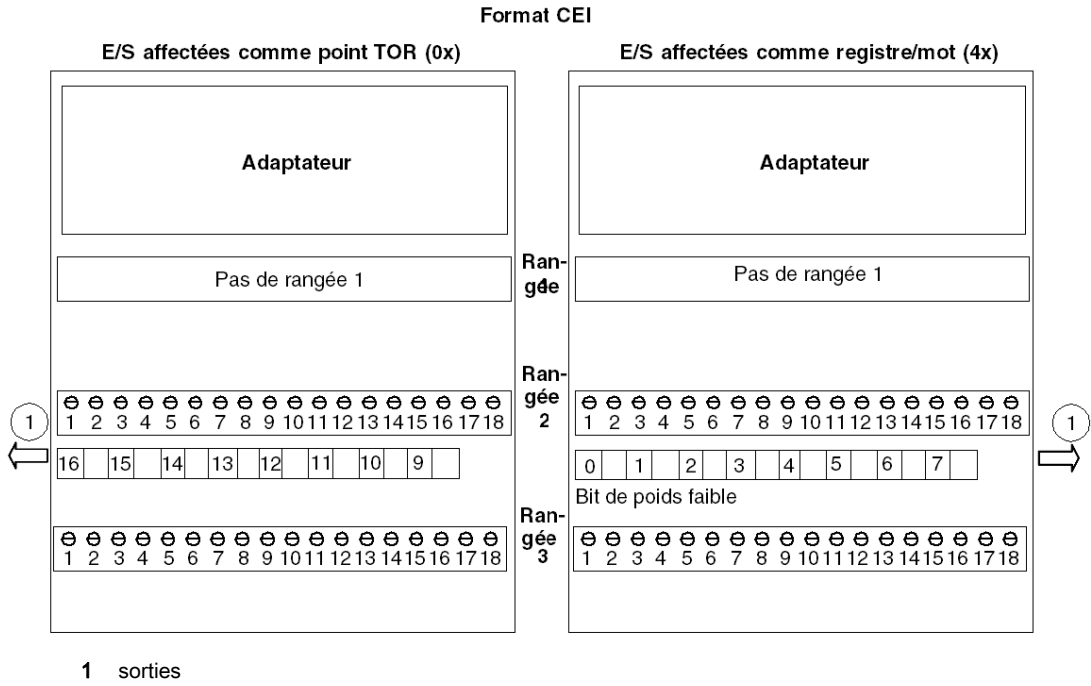 Format CEI
E/S affectées comme point TOR (0x)
E/S affectées comme registre/mot (4x)
Adaptateur
Adaptateur
Pas de rangée 1
Ran-
gée
1
Pas de rangée 1
Ran-
gée
2
1
1 2 3 4 5 6 7 8 9 10 11 12 13 14 15 16 17 18
1 2 3 4 5 6 7 8 9 10 11 12 13 14 15 16 17 18
1
16 15 14 13 12 11 10 9
0 1 2 3 4 5 6 7
Bit de poids faible
Ran-
gée
3
1 2 3 4 5 6 7 8 9 10 11 12 13 14 15 16 17 18
1 2 3 4 5 6 7 8 9 10 11 12 13 14 15 16 17 18
1 sorties